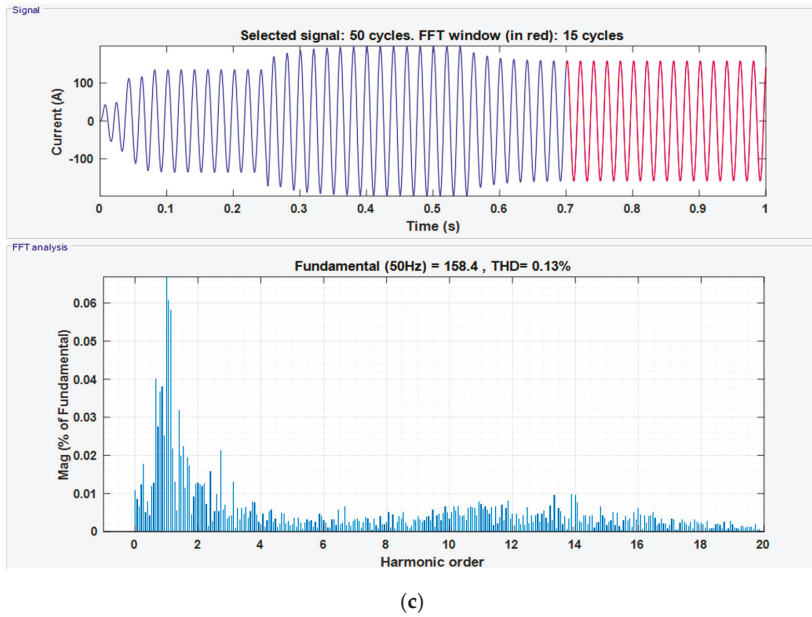 Signal
Selected signal: 50 cycles. FFT window (in red): 15 cycles
Current (A)
100
0
-100
0 0.1 0.2 0.3 0.4 0.5 0.6 0.7 0.8 0.9 1
Time (s)
FFT analysis
Fundamental (50Hz) = 158.4 , THD= 0.13%
Mag (% of Fundamental)
0.06
0.05
0.04
0.03
0.02
0.01
0
0 2 4 6 8 10 12 14 16 18 20
Harmonic order
(c)